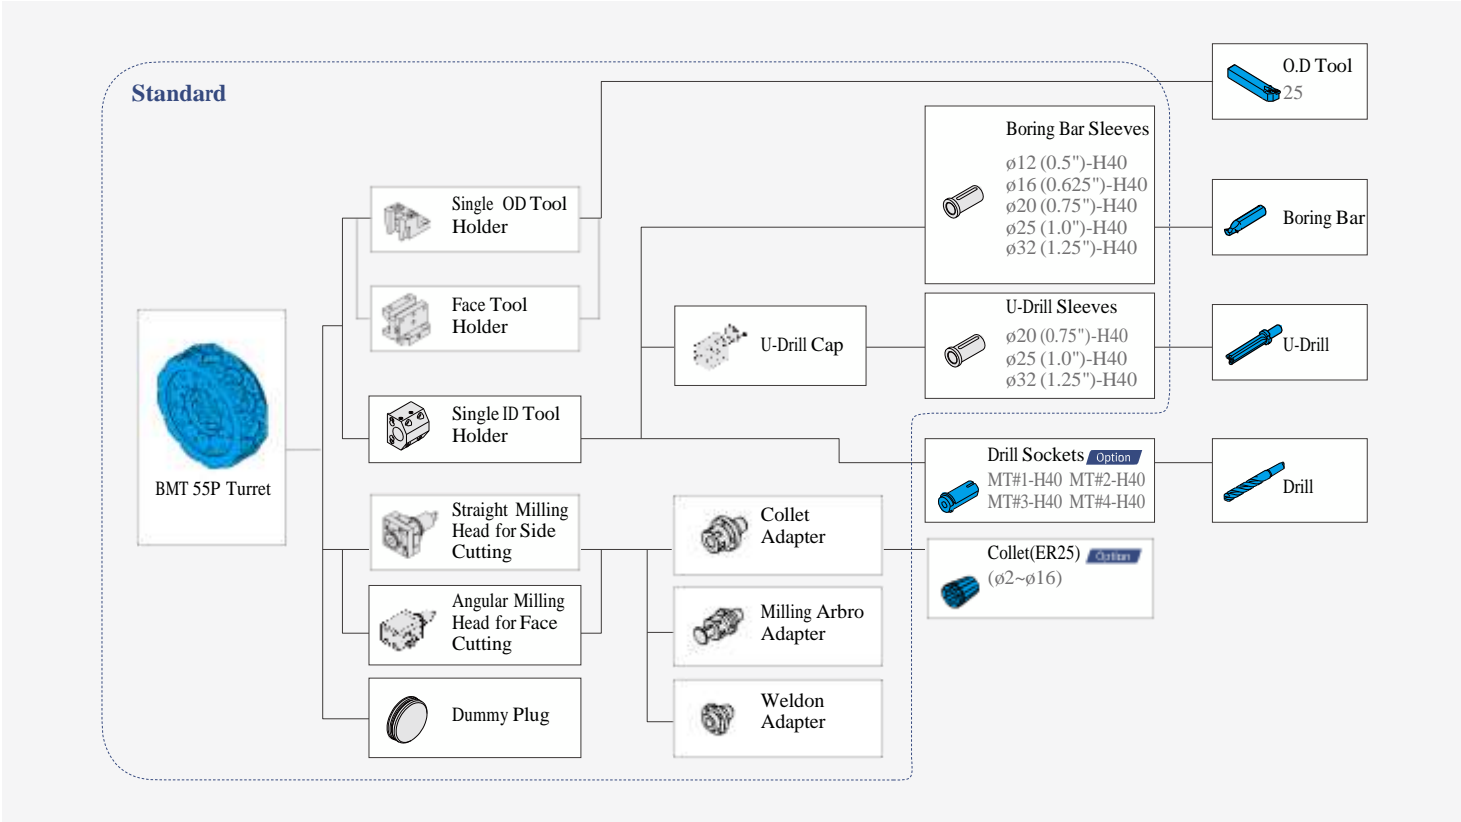 Standard
O.D Tool
25
Boring Bar Sleeves
ø12 (0.5")-H40
ø16 (0.625")-H40
ø20 (0.75")-H40
ø25 (1.0")-H40
ø32 (1.25")-H40
Boring Bar
Single OD Tool
Holder
Face Tool
Holder
U-Drill Cap
U-Drill Sleeves
ø20 (0.75")-H40
ø25 (1.0")-H40
ø32 (1.25")-H40
U-Drill
Single ID Tool
Holder
BMT 55P Turret
Drill Sockets Option
MT#1-H40 MT#2-H40
MT#3-H40 MT#4-H40
Drill
Straight Milling
Head for Side
Cutting
Collet
Adapter
Collet(ER25) Option
(ø2~ø16)
Angular Milling
Head for Face
Cutting
Milling Arbro
Adapter
Dummy Plug
Weldon
Adapter